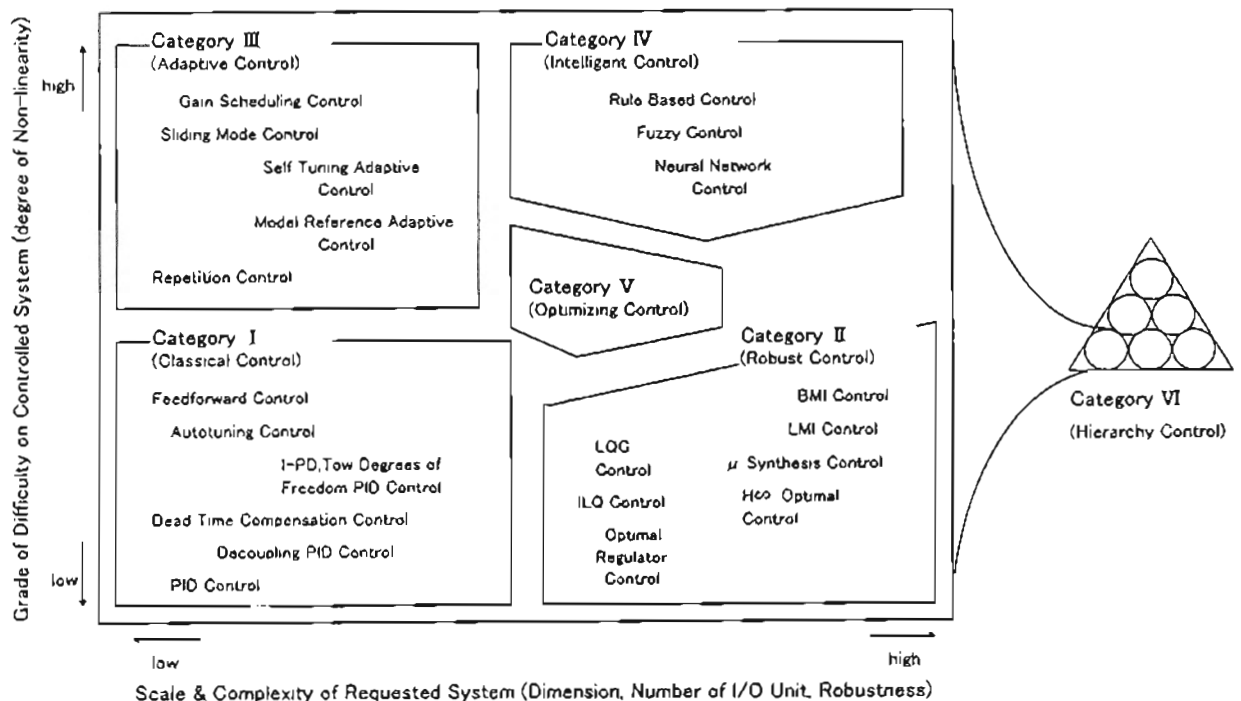 Grade of Difficulty on Controlled System (degree of Non-linearity)
high
low
Category Ⅲ
(Adaptive Control)
Gain Scheduling Control
Sliding Mode Control
Self Tuning Adaptive
Control
Model Reference Adaptive
Control
Repetition Control
Category Ⅳ
(Intelligent Control)
Rule Based Control
Fuzzy Control
Neural Network
Control
Category Ⅴ
(Optimizing Control)
Category Ⅰ
(Classical Control)
Feedforward Control
Autotuning Control
I-PD,Tow Degrees of
Freedom PID Control
Dead Time Compensation Control
Decoupling PID Control
PID Control
Category Ⅱ
(Robust Control)
BMI Control
LMI Control
LQG
Control
μ Synthesis Control
ILQ Control
H∞ Optimal
Control
Optimal
Regulator
Control
Category Ⅵ
(Hierarchy Control)
low
high
Scale & Complexity of Requested System (Dimension, Number of I/O Unit, Robustness)